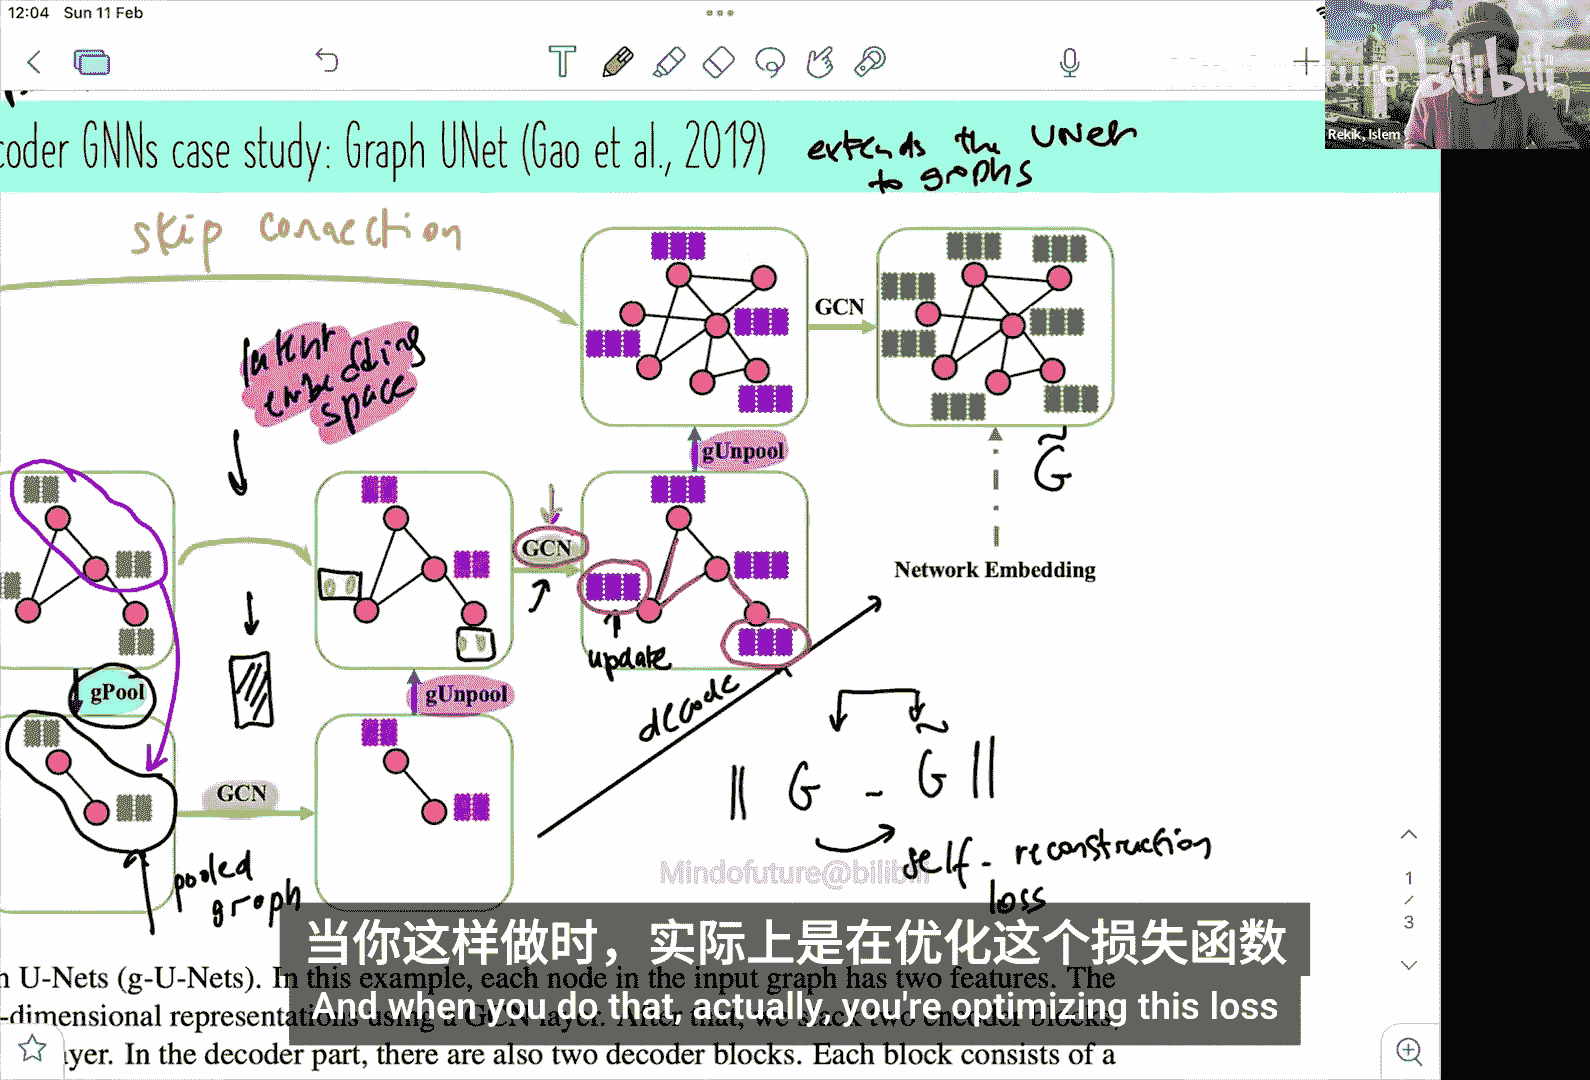 12:04 Sun 11 Feb
ture bilibili
Rekik, Islem
coder GNNs case study: Graph UNet (Gao et al., 2019)
extends the UNet
to graphs
skip connection
latent
embedding
space
GCN
gUnpool
G̃
GCN
Network Embedding
update
gPool
gUnpool
decode
GCN
|| G - G̃ ||
self-reconstruction
loss
pooled
graph
Mindofuture@bilibili
1
/
3
当你这样做时，实际上是在优化这个损失函数
And when you do that, actually, you're optimizing this loss
h U-Nets (g-U-Nets). In this example, each node in the input graph has two features. The
-dimensional representations using a GCN layer. After that, we stack two encoder blocks,
ayer. In the decoder part, there are also two decoder blocks. Each block consists of a